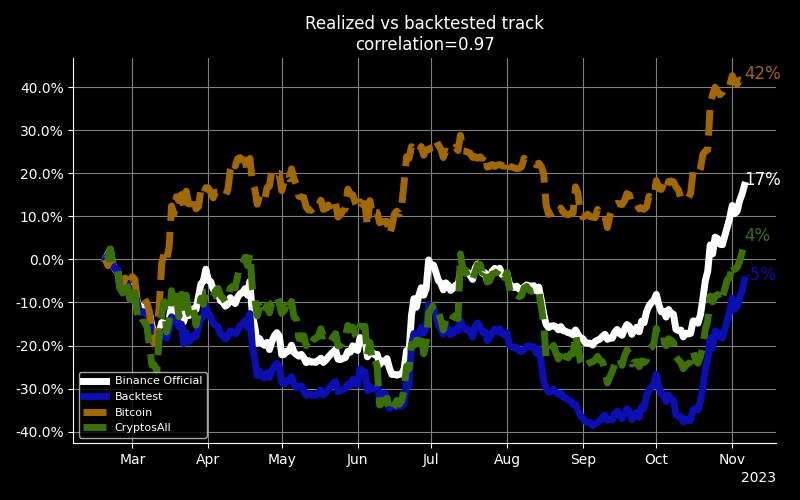 Realized vs backtested track
correlation=0.97
40.0%
30.0%
20.0%
10.0%
0.0%
-10.0%
-20.0%
-30.0%
-40.0%
42%
17%
4%
-5%
Binance Official
Backtest
Bitcoin
CryptosAll
Mar Apr May Jun Jul Aug Sep Oct Nov
2023